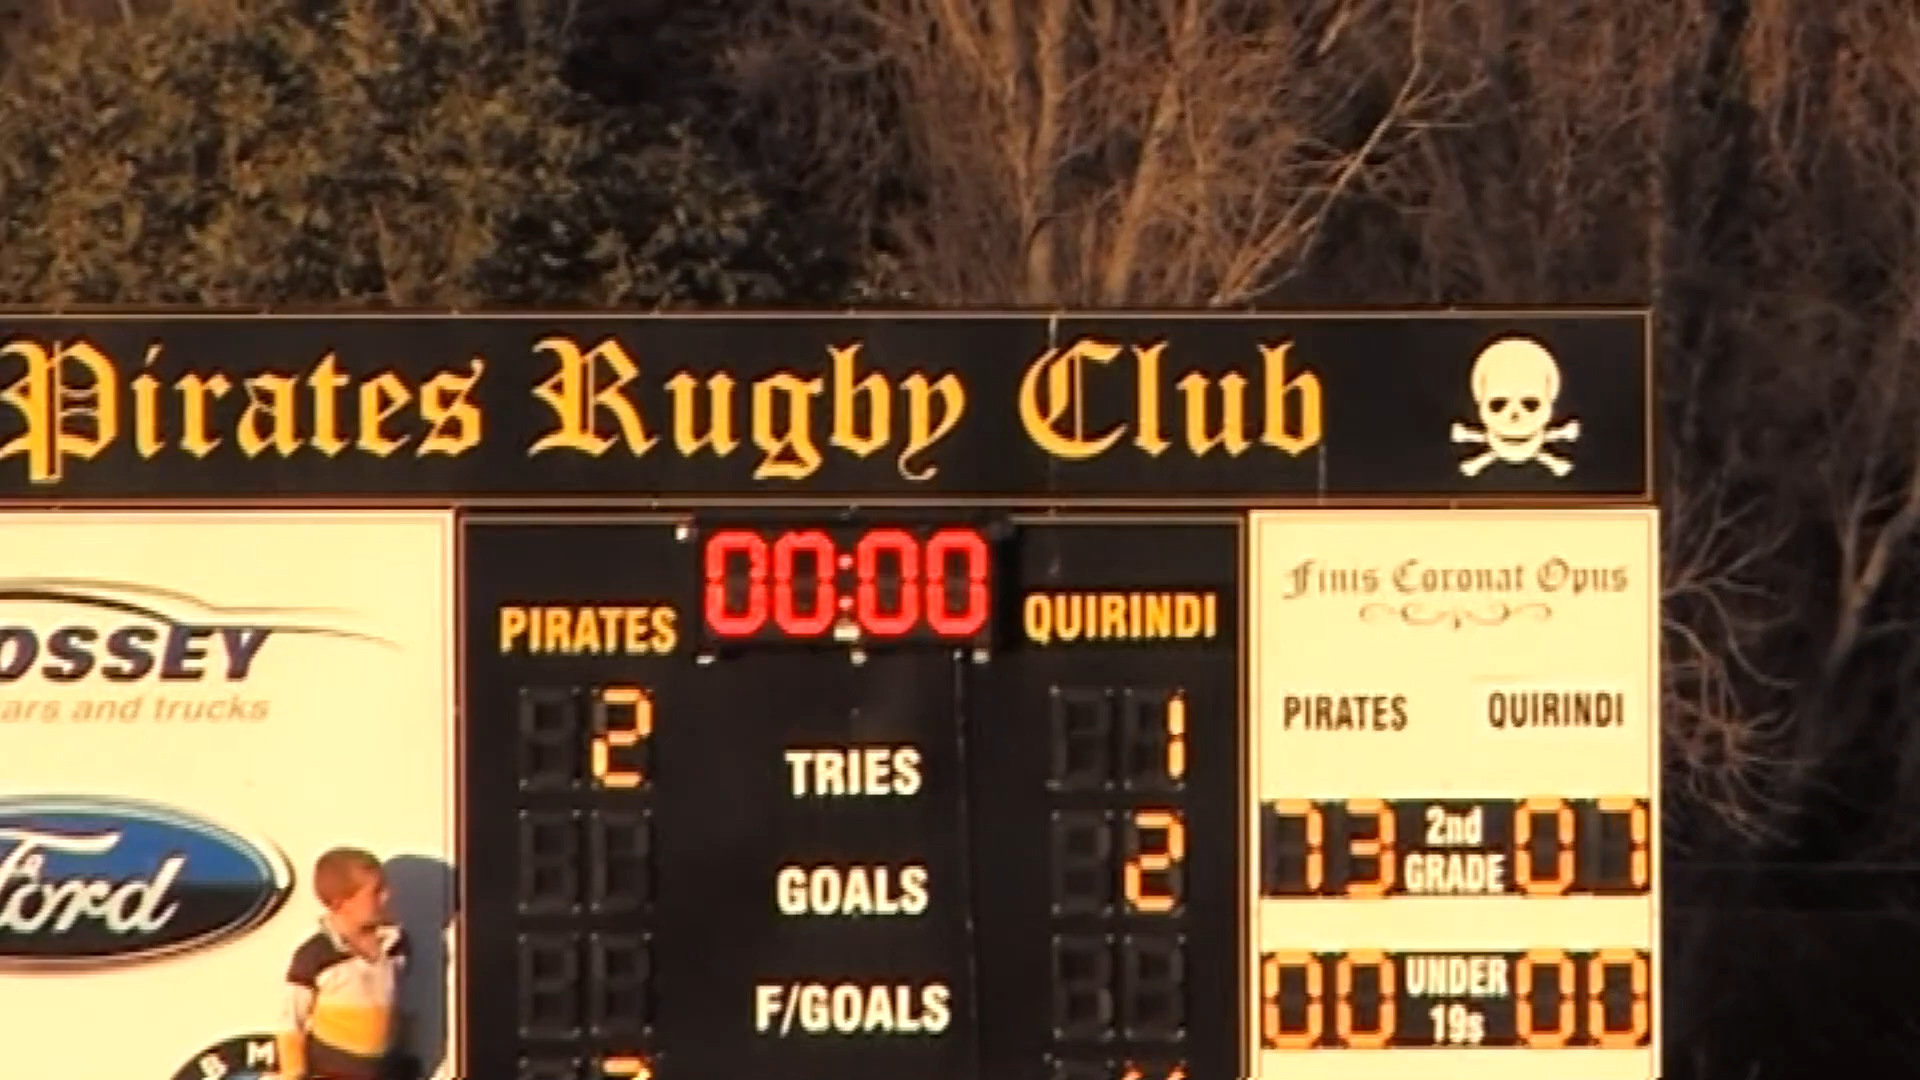 Pirates Rugby Club
00:00
PIRATES
QUIRINDI
2 TRIES 1
GOALS 2
F/GOALS
OSSEY
ars and trucks
Ford
B M
Finis Coronat Opus
PIRATES QUIRINDI
13 2nd GRADE 07
00 UNDER 19s 00